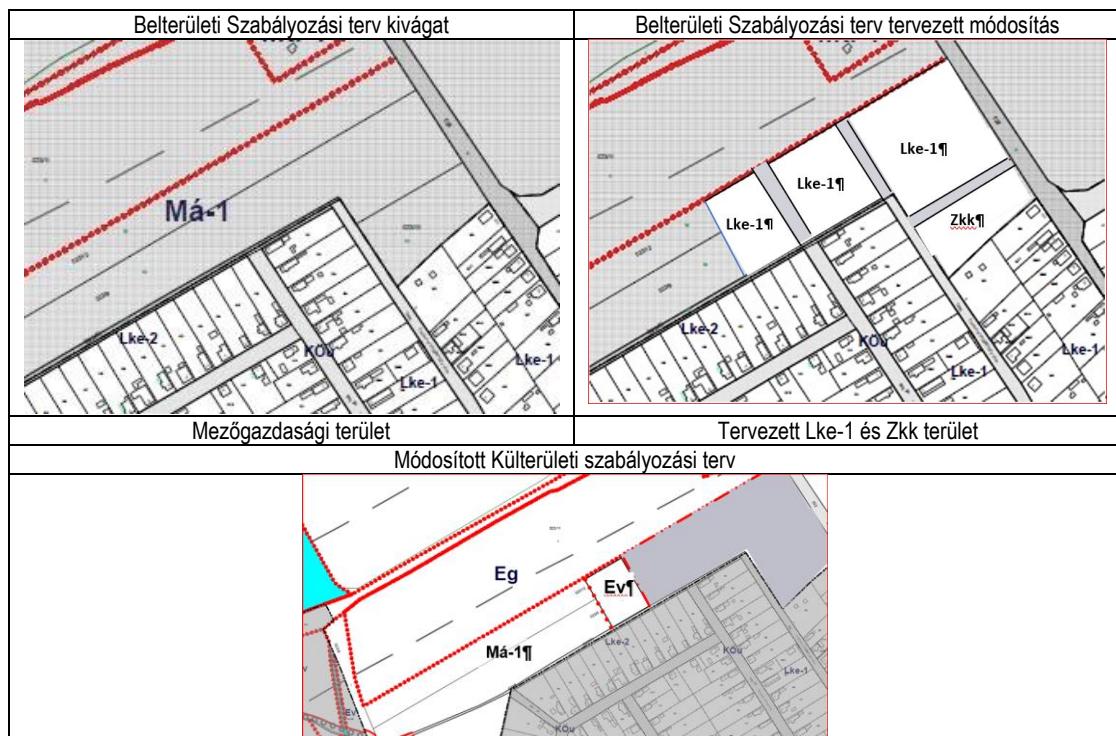 Belterületi Szabályozási terv kivágat
Belterületi Szabályozási terv tervezett módosítás
Má-1
Lke-2
KÖu
Lke-1
Lke-1
Lke-1¶
Lke-1¶
Lke-1¶
Zkk¶
Lke-2
KÖu
Lke-1
Lke-1
Mezőgazdasági terület
Tervezett Lke-1 és Zkk terület
Módosított Külterületi szabályozási terv
Eg
Ev¶
Má-1¶
Lke-2
KÖu
Lke-1
Ev
KÖu